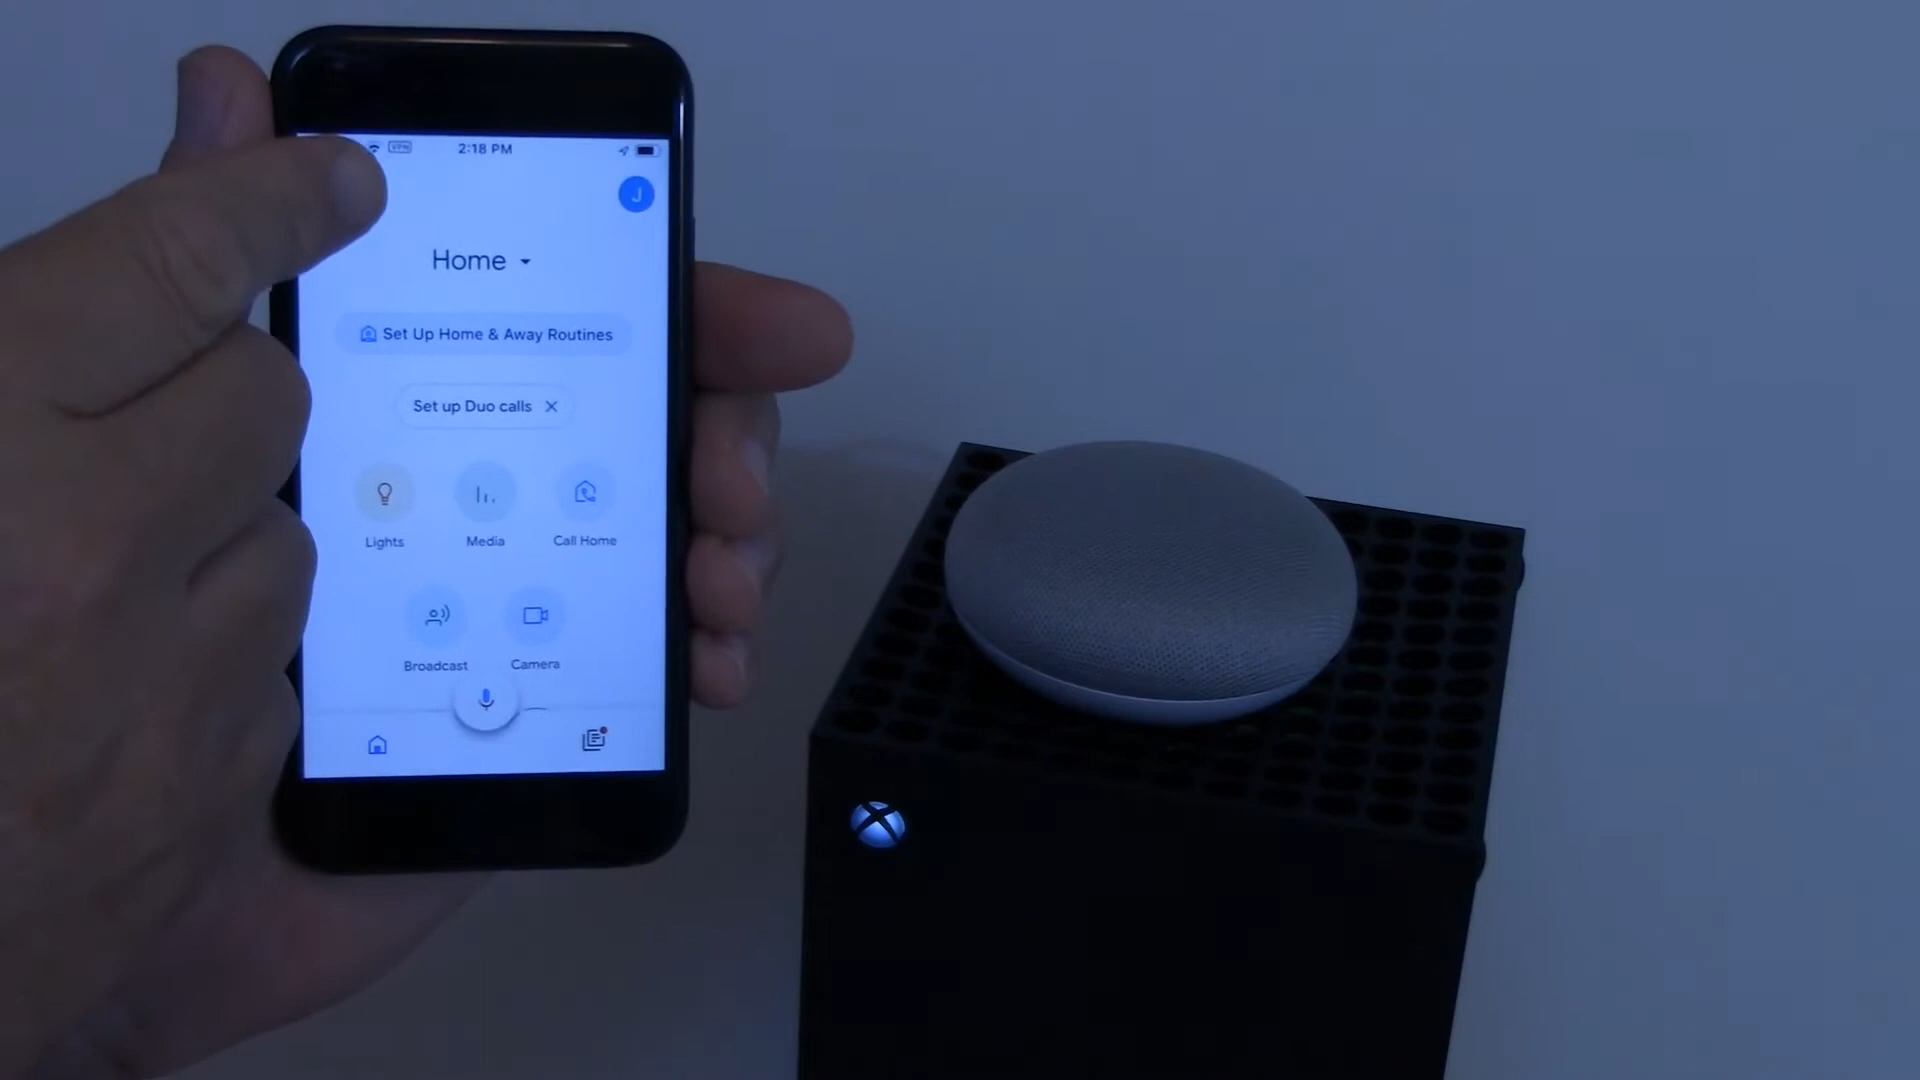 VPN 2:18 PM
J
Home
Set Up Home & Away Routines
Set up Duo calls
Lights Media Call Home
Broadcast Camera